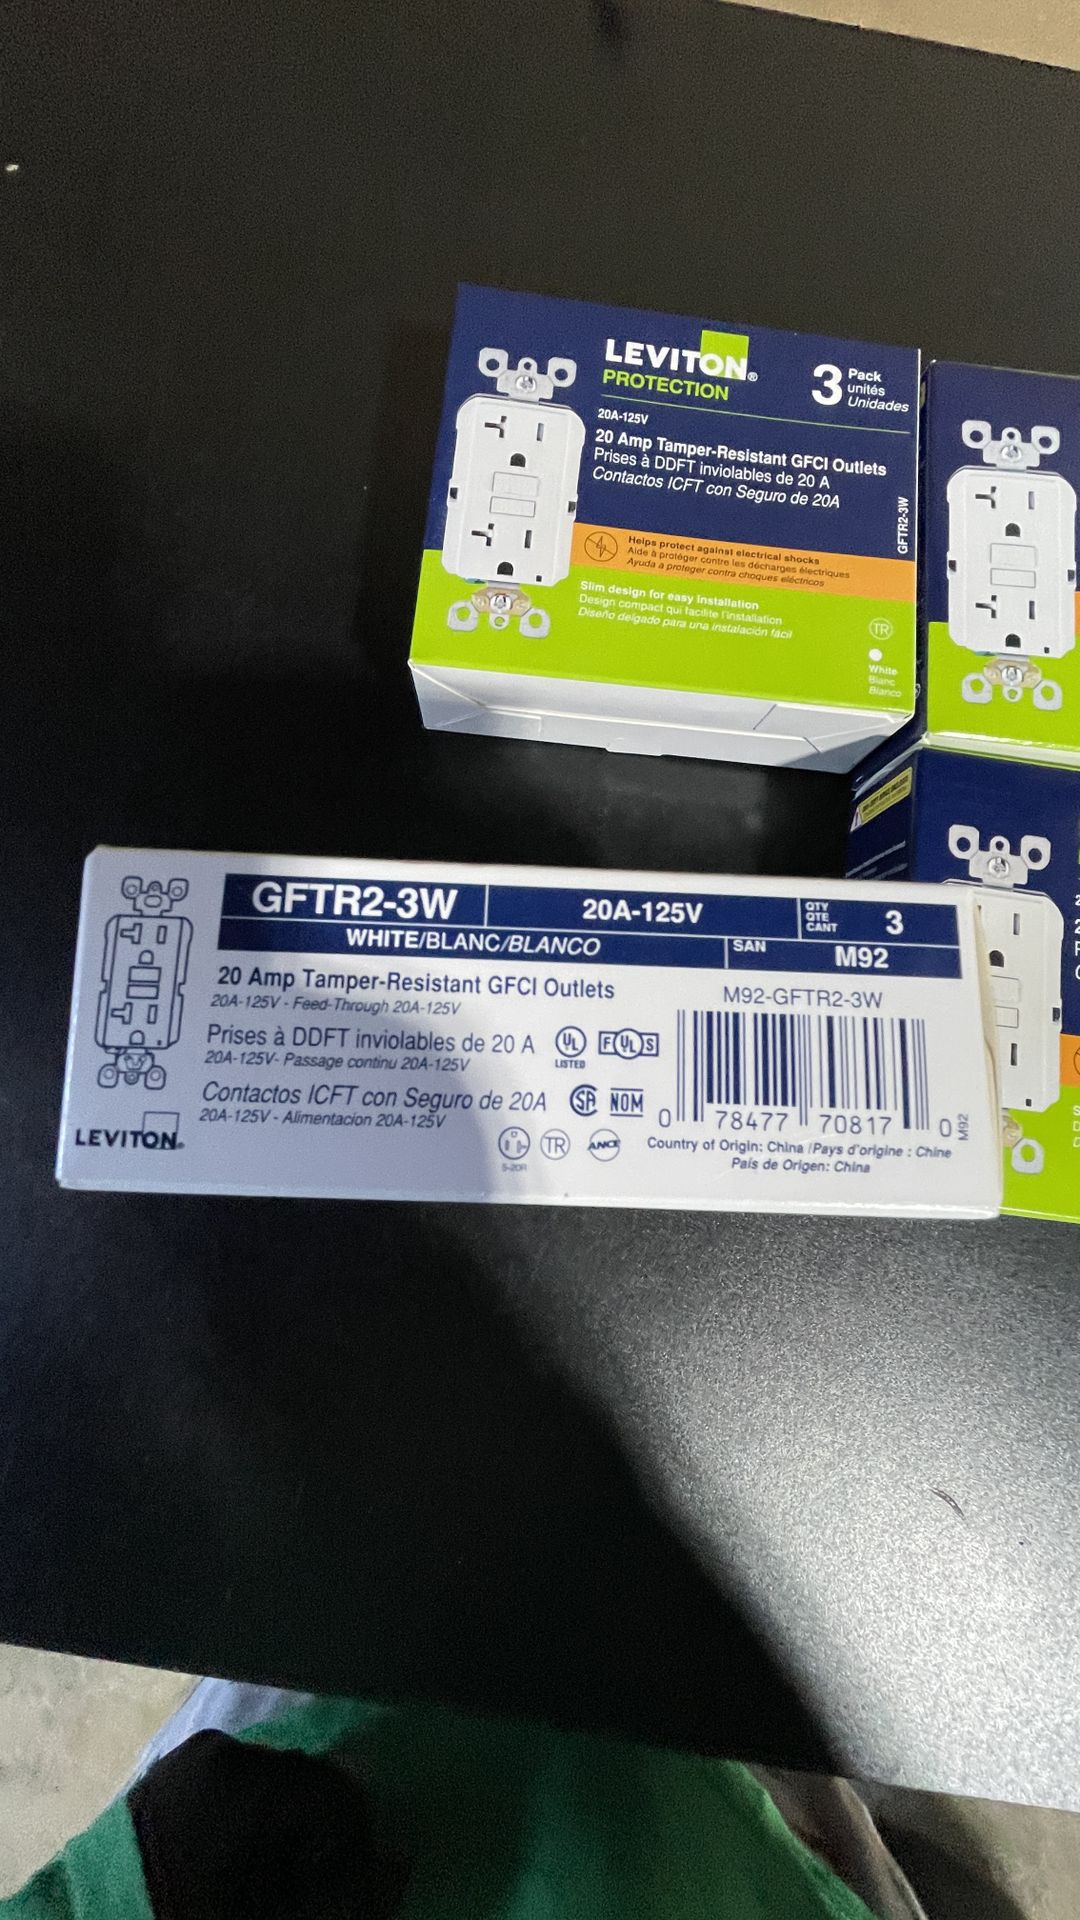 LEVITON®
PROTECTION
3 Pack
unités
Unidades
20A-125V
20 Amp Tamper-Resistant GFCI Outlets
Prises à DDFT inviolables de 20 A
Contactos ICFT con Seguro de 20A
GFTR2-3W
Helps protect against electrical shocks
Aide à protéger contre les décharges électriques
Ayuda a proteger contra choques eléctricos
Slim design for easy installation
Design compact qui facilite l'installation
Diseño delgado para una instalación fácil
TR
White
Blanc
Blanco
GFTR2-3W
20A-125V
QTY
QTE
CANT
3
WHITE/BLANC/BLANCO
SAN
M92
20 Amp Tamper-Resistant GFCI Outlets
20A-125V - Feed-Through 20A-125V
M92-GFTR2-3W
Prises à DDFT inviolables de 20 A
20A-125V- Passage continu 20A-125V
UL
LISTED
Contactos ICFT con Seguro de 20A
20A-125V - Alimentacion 20A-125V
NOM
0 78477 70817 0
M92
LEVITON®
5-20R
TR
ANCE
Country of Origin: China / Pays d'origine : Chine
País de Origen: China